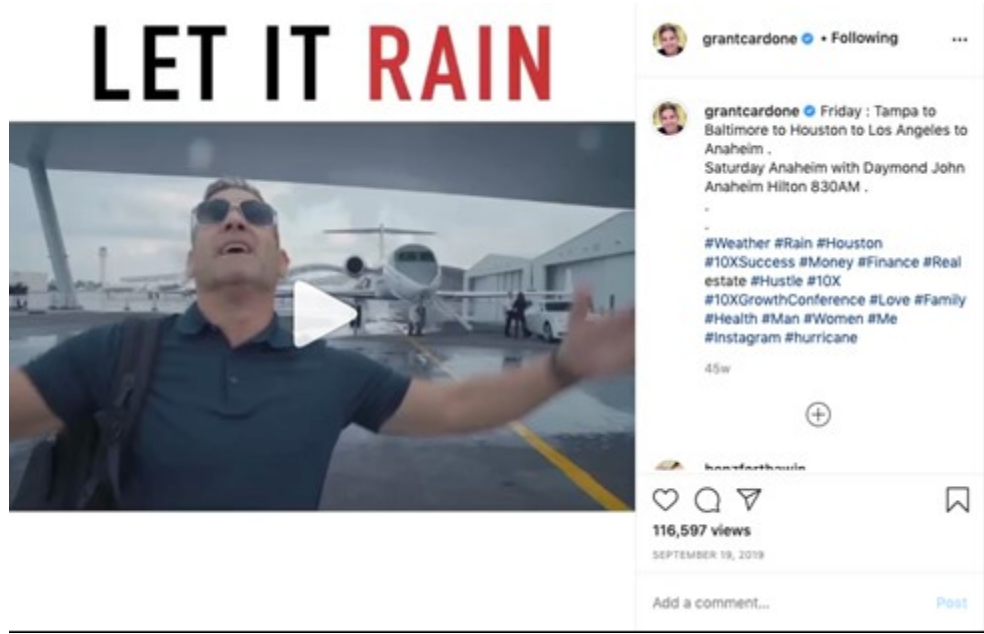 LET IT RAIN
grantcardone • Following
grantcardone Friday : Tampa to
Baltimore to Houston to Los Angeles to
Anaheim .
Saturday Anaheim with Daymond John
Anaheim Hilton 830AM .
.
.
#Weather #Rain #Houston
#10XSuccess #Money #Finance #Real
estate #Hustle #10X
#10XGrowthConference #Love #Family
#Health #Man #Women #Me
#Instagram #hurricane
45w
116,597 views
SEPTEMBER 19, 2019
Add a comment...
Post